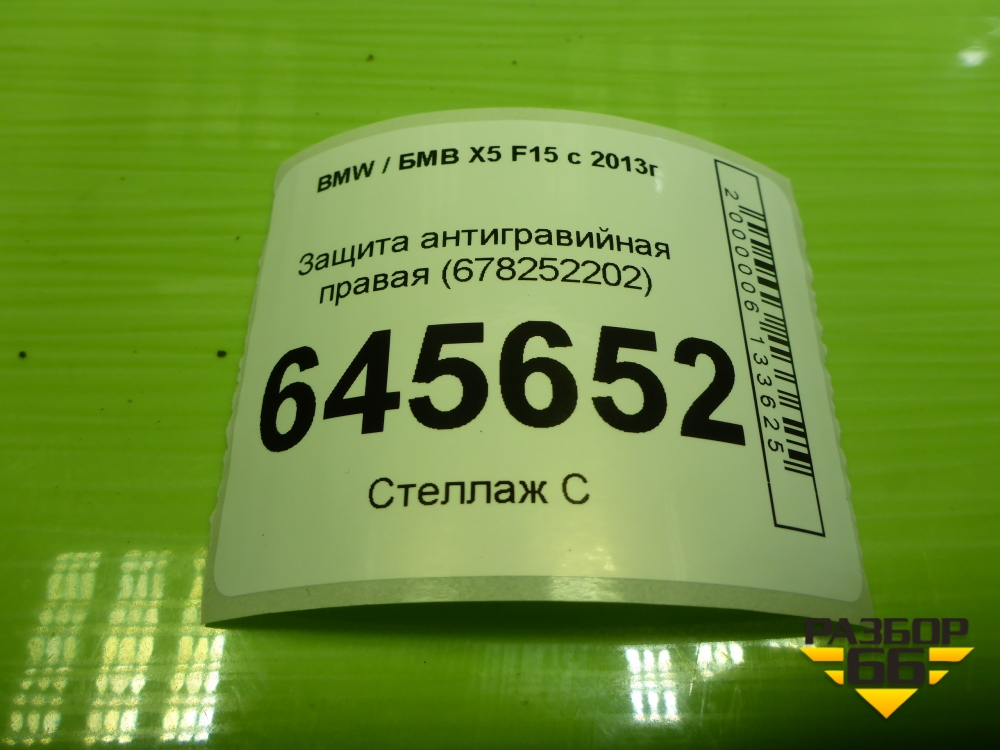 BMW / БМВ X5 F15 с 2013г
Защита антигравийная
правая (678252202)
645652
Стеллаж С
2000006133625
РАЗБОР
66